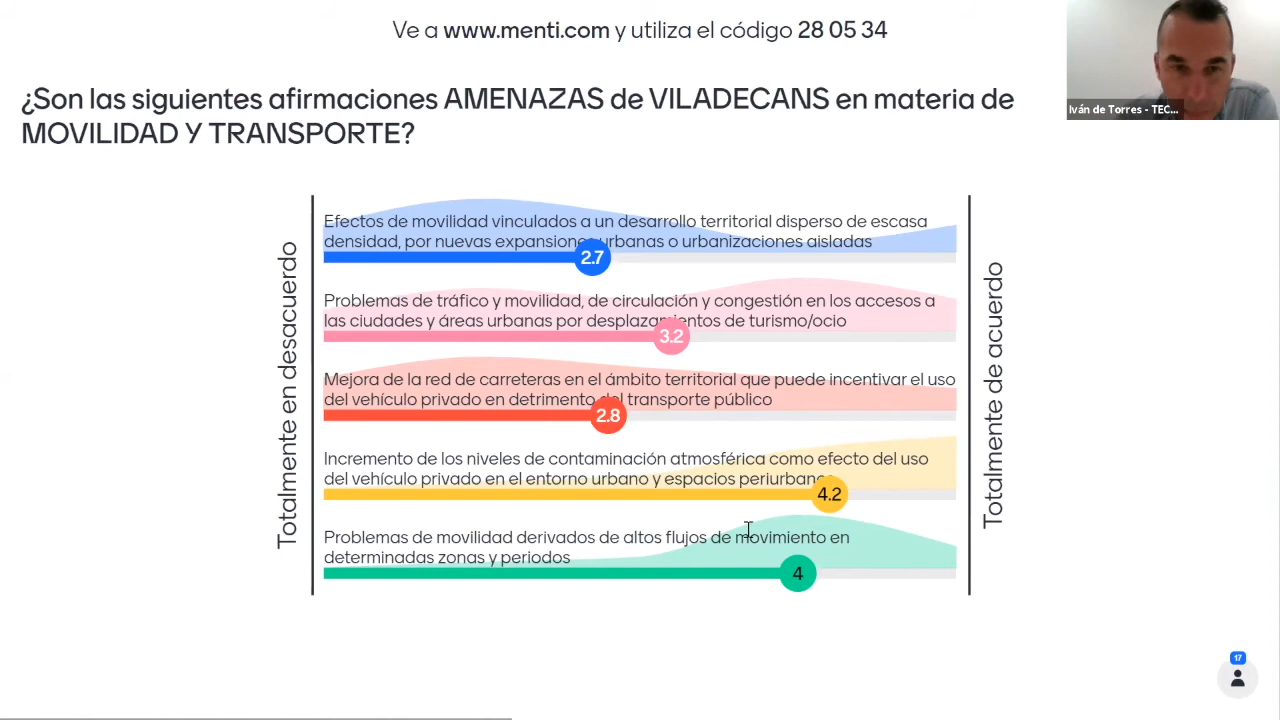 Ve a www.menti.com y utiliza el código 28 05 34
Iván de Torres - TEC...
¿Son las siguientes afirmaciones AMENAZAS de VILADECANS en materia de
MOVILIDAD Y TRANSPORTE?
Totalmente en desacuerdo
Efectos de movilidad vinculados a un desarrollo territorial disperso de escasa
densidad, por nuevas expansiones urbanas o urbanizaciones aisladas
2.7
Problemas de tráfico y movilidad, de circulación y congestión en los accesos a
las ciudades y áreas urbanas por desplazamientos de turismo/ocio
3.2
Mejora de la red de carreteras en el ámbito territorial que puede incentivar el uso
del vehículo privado en detrimento del transporte público
2.8
Incremento de los niveles de contaminación atmosférica como efecto del uso
del vehículo privado en el entorno urbano y espacios periurbanos
4.2
Problemas de movilidad derivados de altos flujos de movimiento en
determinadas zonas y periodos
4
Totalmente de acuerdo
17